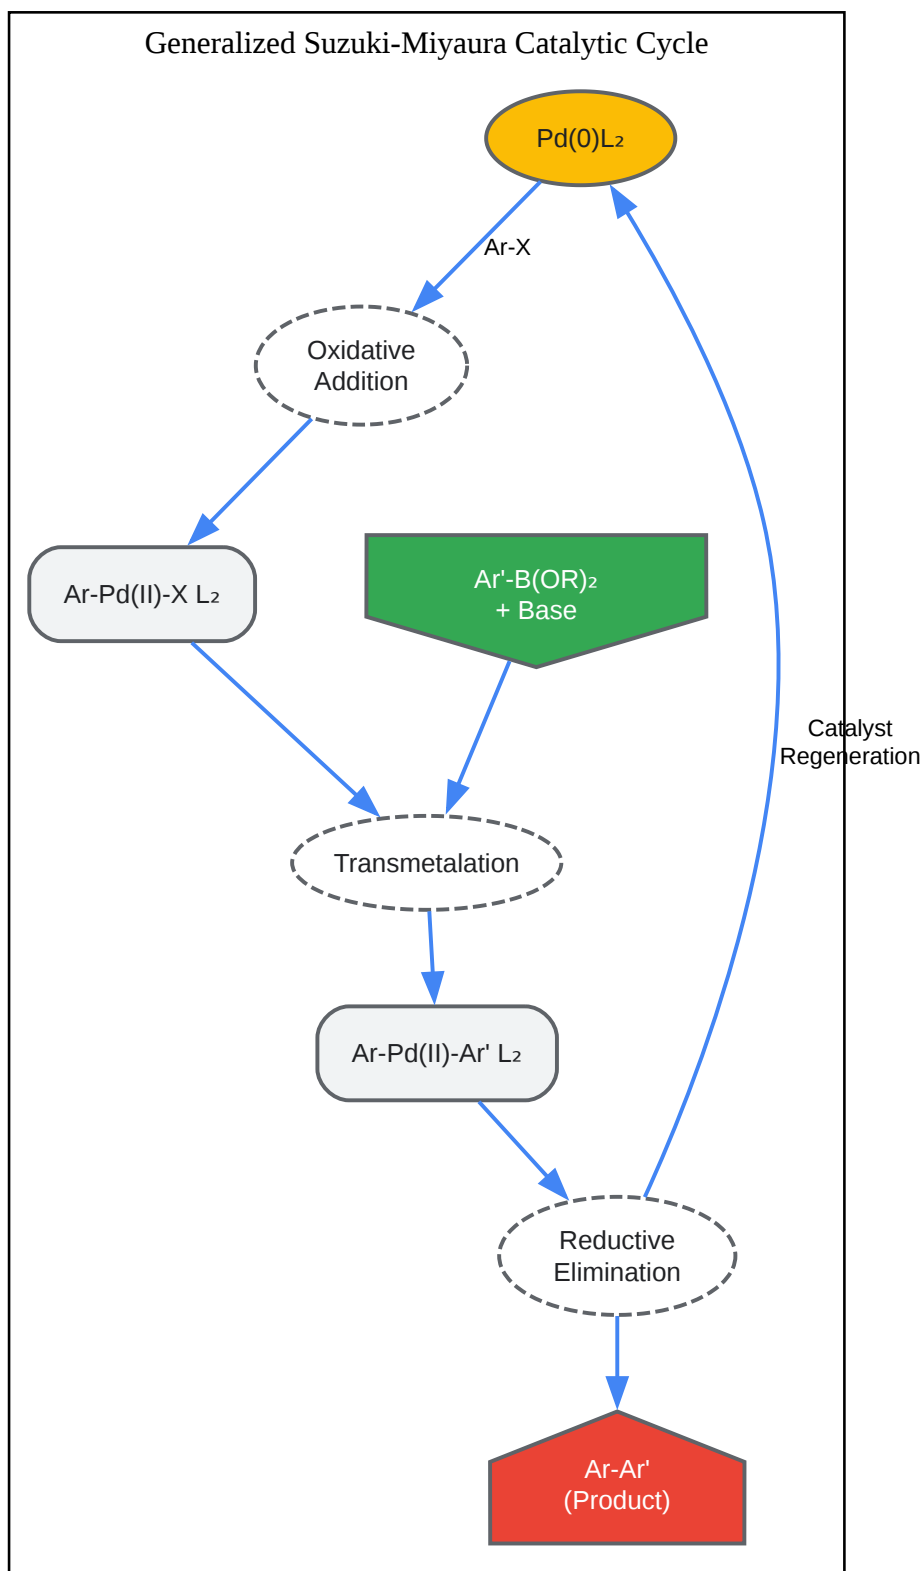 Generalized Suzuki-Miyaura Catalytic Cycle
Pd(0)L₂
Ar-X
Oxidative
Addition
Ar-Pd(II)-X L₂
Ar'-B(OR)₂
+ Base
Catalyst
Regeneration
Transmetalation
Ar-Pd(II)-Ar' L₂
Reductive
Elimination
Ar-Ar'
(Product)